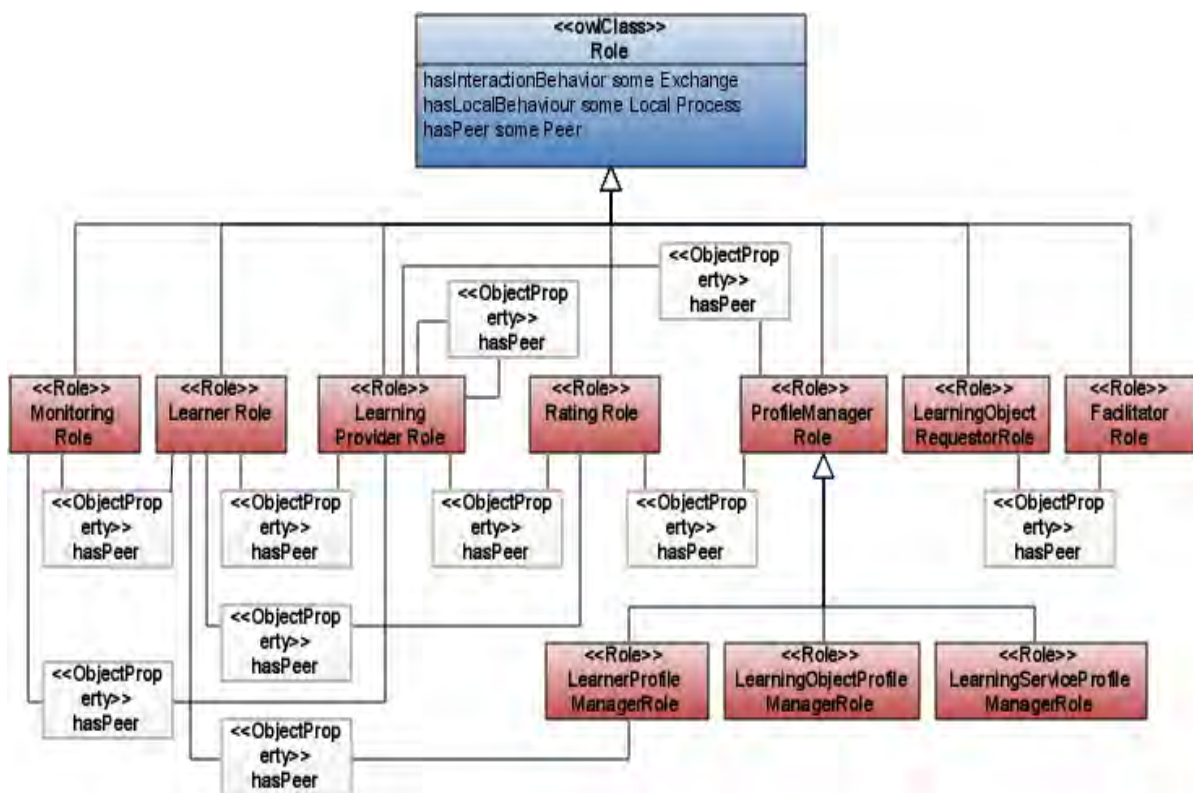 <<owlClass>>
Role
hasInteractionBehavior some Exchange
hasLocalBehaviour some Local Process
hasPeer some Peer
<<ObjectProp
erty>>
hasPeer
<<ObjectProp
erty>>
hasPeer
<<Role>>
Monitoring
Role
<<Role>>
Learner Role
<<Role>>
Learning
Provider Role
<<Role>>
Rating Role
<<Role>>
ProfileManager
Role
<<Role>>
LearningObject
RequestorRole
<<Role>>
Facilitator
Role
<<ObjectProp
erty>>
hasPeer
<<ObjectProp
erty>>
hasPeer
<<ObjectProp
erty>>
hasPeer
<<ObjectProp
erty>>
hasPeer
<<ObjectProp
erty>>
hasPeer
<<ObjectProp
erty>>
hasPeer
<<ObjectProp
erty>>
hasPeer
<<Role>>
LearnerProfile
ManagerRole
<<Role>>
LearningObjectProfile
ManagerRole
<<Role>>
LearningServiceProfile
ManagerRole
<<ObjectProp
erty>>
hasPeer